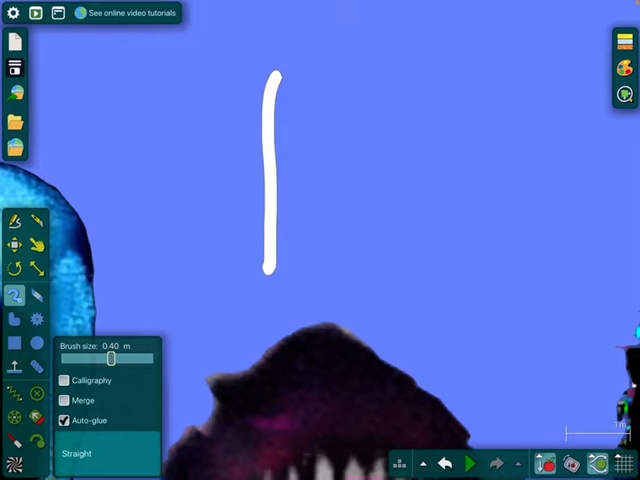 See online video tutorials
Brush size: 0.40 m
Calligraphy
Merge
Auto-glue
Straight
1m